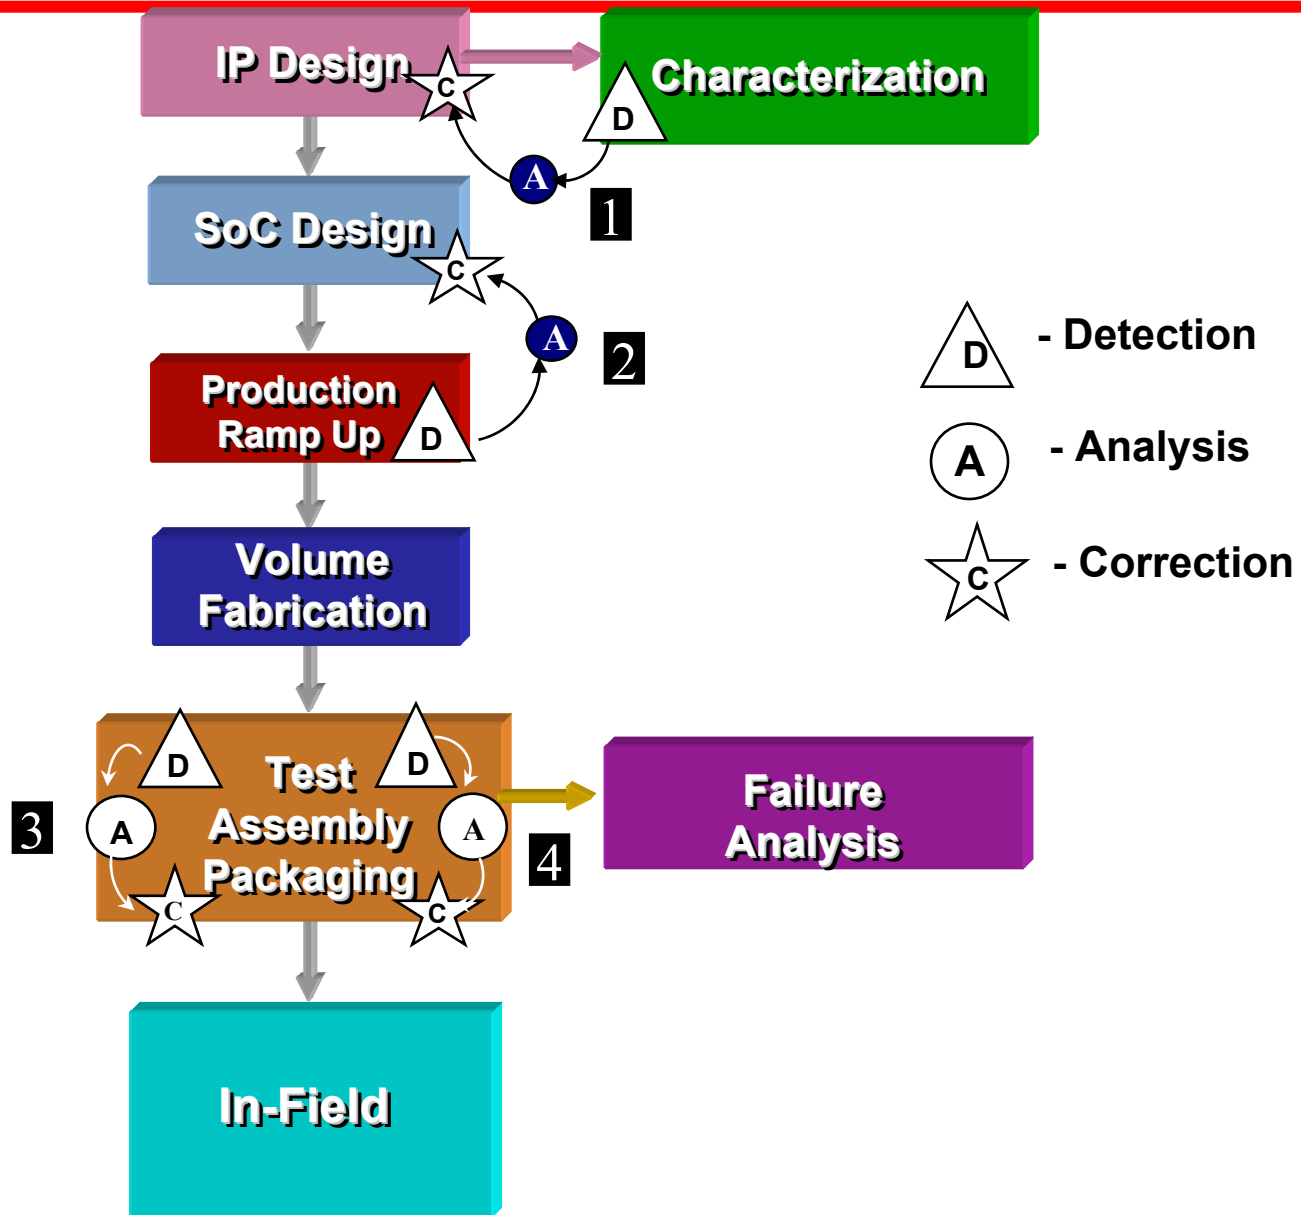 IP Design
C
Characterization
D
A
1
SoC Design
C
A
2
Production
Ramp Up
D
D
- Detection
A
- Analysis
C
- Correction
Volume
Fabrication
D
D
Test
Assembly
Packaging
3
A
A
4
C
C
Failure
Analysis
In-Field